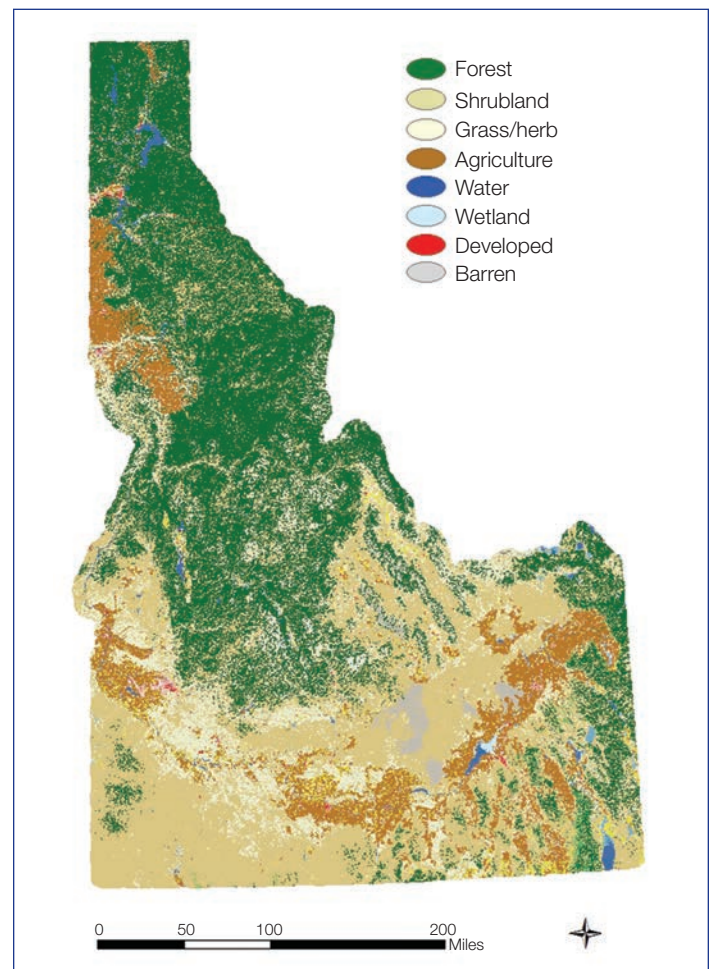 Forest
Shrubland
Grass/herb
Agriculture
Water
Wetland
Developed
Barren
0 50 100 200
Miles